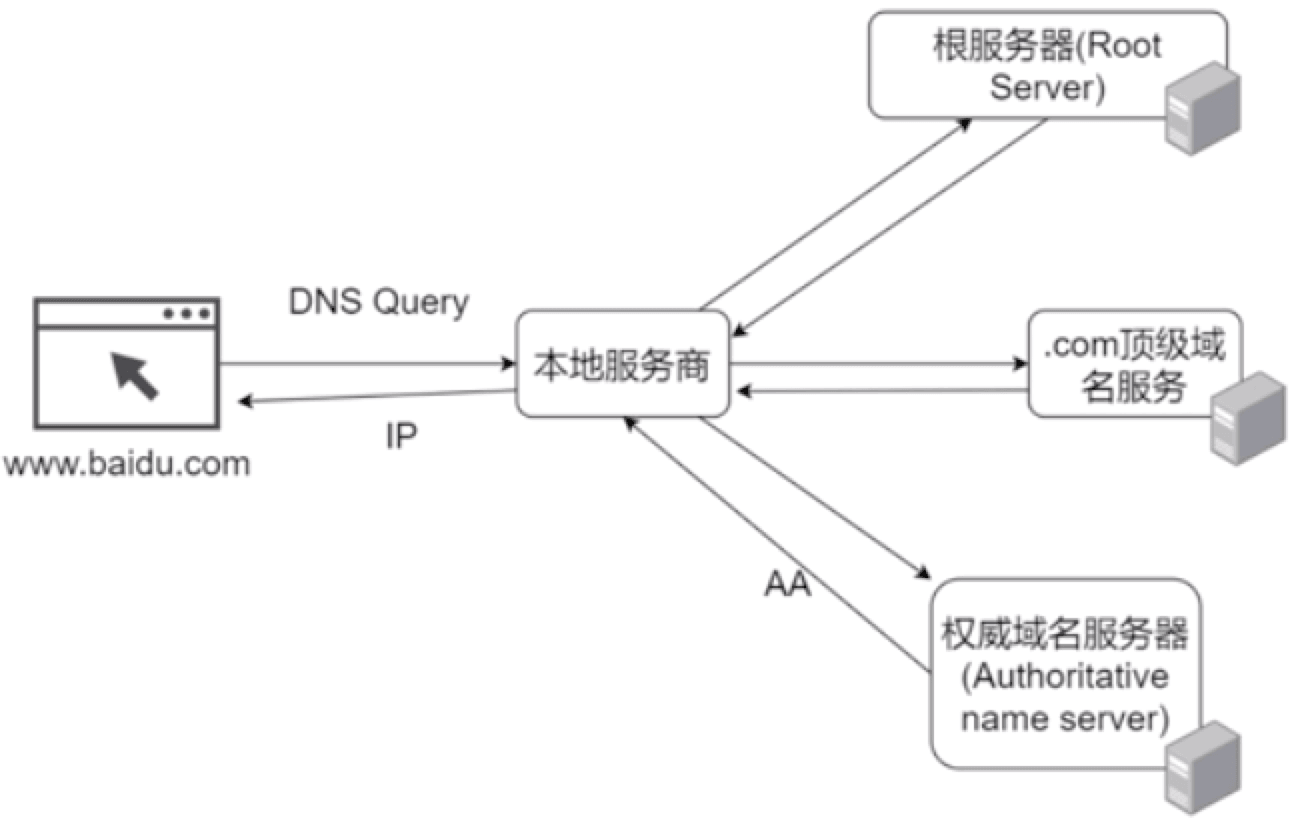 根服务器(Root
Server)
DNS Query
本地服务商
.com顶级域
名服务
IP
www.baidu.com
AA
权威域名服务器
(Authoritative
name server)